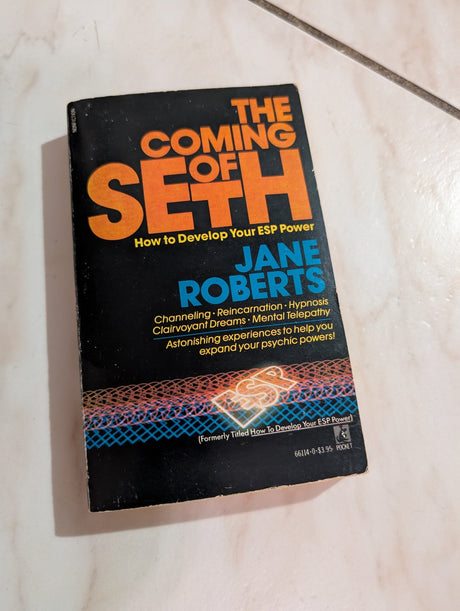 THE
COMING
OF
SETH
How to Develop Your ESP Power
JANE
ROBERTS
Channeling • Reincarnation • Hypnosis
Clairvoyant Dreams • Mental Telepathy
Astonishing experiences to help you
expand your psychic powers!
ESP
(Formerly Titled How To Develop Your ESP Power)
66114-0•$3.95• POCKET